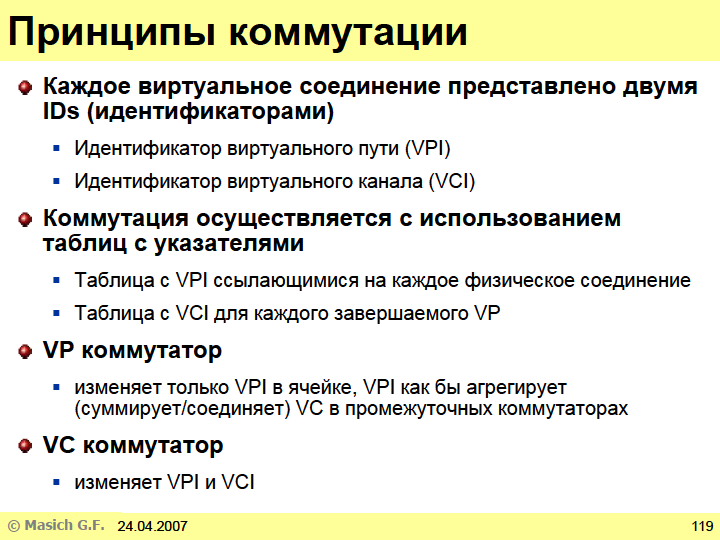 Принципы коммутации
Каждое виртуальное соединение представлено двумя
IDs (идентификаторами)
Идентификатор виртуального пути (VPI)
Идентификатор виртуального канала (VCI)
Коммутация осуществляется с использованием
таблиц с указателями
Таблица с VPI ссылающимися на каждое физическое соединение
Таблица с VCI для каждого завершаемого VP
VP коммутатор
изменяет только VPI в ячейке, VPI как бы агрегирует
(суммирует/соединяет) VC в промежуточных коммутаторах
VC коммутатор
изменяет VPI и VCI
© Masich G.F. 24.04.2007 119